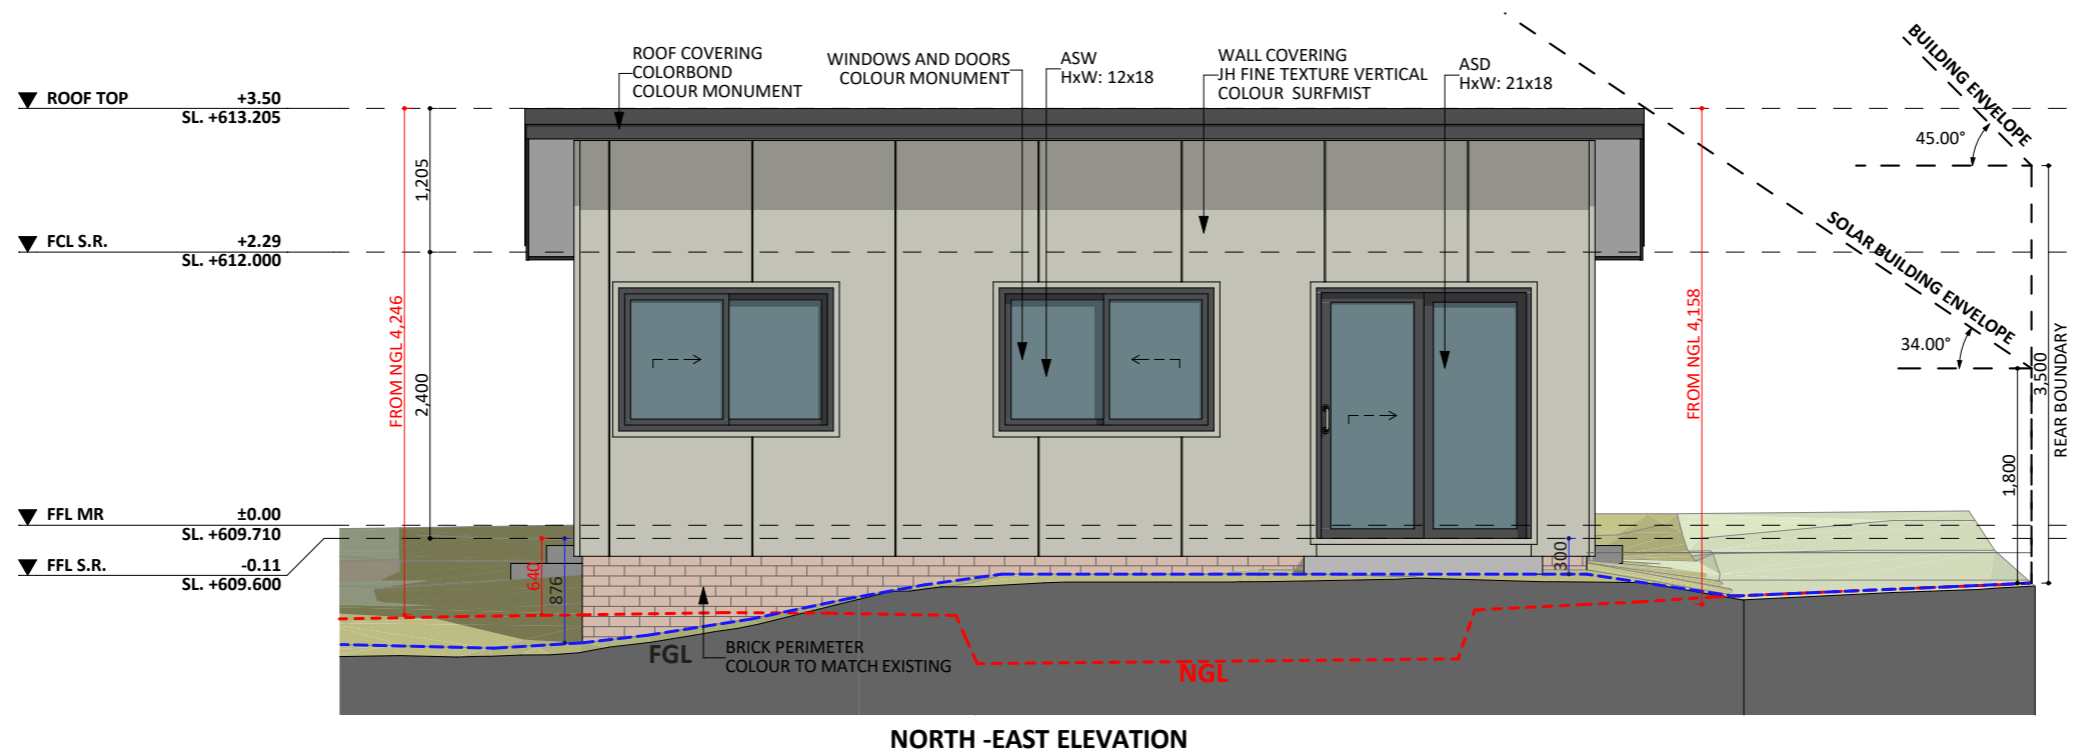 ROOF TOP +3.50
SL. +613.205
FCL S.R. +2.29
SL. +612.000
FFL MR ±0.00
SL. +609.710
FFL S.R. -0.11
SL. +609.600
FROM NGL 4,246
1,205
2,400
640
876
ROOF COVERING
COLORBOND
COLOUR MONUMENT
WINDOWS AND DOORS
COLOUR MONUMENT
ASW
HxW: 12x18
WALL COVERING
JH FINE TEXTURE VERTICAL
COLOUR SURFMIST
ASD
HxW: 21x18
FGL
BRICK PERIMETER
COLOUR TO MATCH EXISTING
NGL
300
FROM NGL 4,158
BUILDING ENVELOPE
45.00°
SOLAR BUILDING ENVELOPE
34.00°
3,500
REAR BOUNDARY
1,800
NORTH -EAST ELEVATION